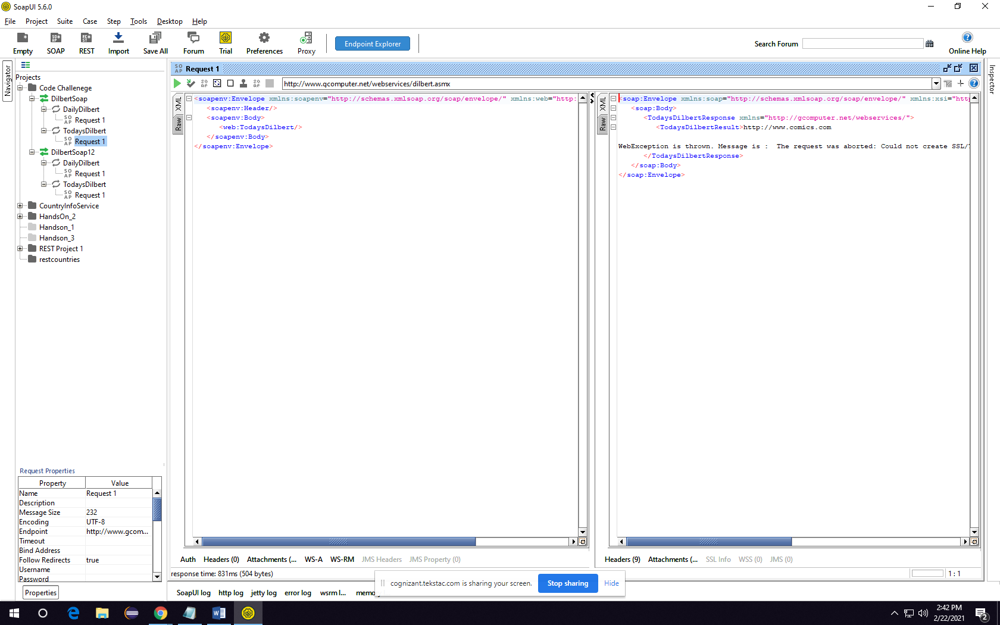 SoapUI 5.6.0
File Project Suite Case Step Tools Desktop Help
Empty SOAP REST Import Save All Forum Trial Preferences Proxy Endpoint Explorer Search Forum Online Help
Navigator
Projects
Code Challenege
DilbertSoap
DailyDilbert
Request 1
TodaysDilbert
Request 1
DilbertSoap12
DailyDilbert
Request 1
TodaysDilbert
Request 1
CountryInfoService
HandsOn_2
Handson_1
Handson_3
REST Project 1
restcountries
Request Properties
Property Value
Name Request 1
Description
Message Size 232
Encoding UTF-8
Endpoint http://www.gcom...
Timeout
Bind Address
Follow Redirects true
Username
Password
Properties
Request 1
http://www.gcomputer.net/webservices/dilbert.asmx
XML
Raw
<soapenv:Envelope xmlns:soapenv="http://schemas.xmlsoap.org/soap/envelope/" xmlns:web="http:
<soapenv:Header/>
<soapenv:Body>
<web:TodaysDilbert/>
</soapenv:Body>
</soapenv:Envelope>
Auth Headers (0) Attachments (... WS-A WS-RM JMS Headers JMS Property (0)
response time: 831ms (504 bytes)
XML
Raw
<soap:Envelope xmlns:soap="http://schemas.xmlsoap.org/soap/envelope/" xmlns:xsi="http
<soap:Body>
<TodaysDilbertResponse xmlns="http://gcomputer.net/webservices/">
<TodaysDilbertResult>http://www.comics.com
WebException is thrown. Message is : The request was aborted: Could not create SSL/
</TodaysDilbertResponse>
</soap:Body>
</soap:Envelope>
Headers (9) Attachments (... SSL Info WSS (0) JMS (0)
1 : 1
Inspector
cognizant.tekstac.com is sharing your screen. Stop sharing Hide
SoapUI log http log jetty log error log wsrm l... memo
2:42 PM
2/22/2021
2